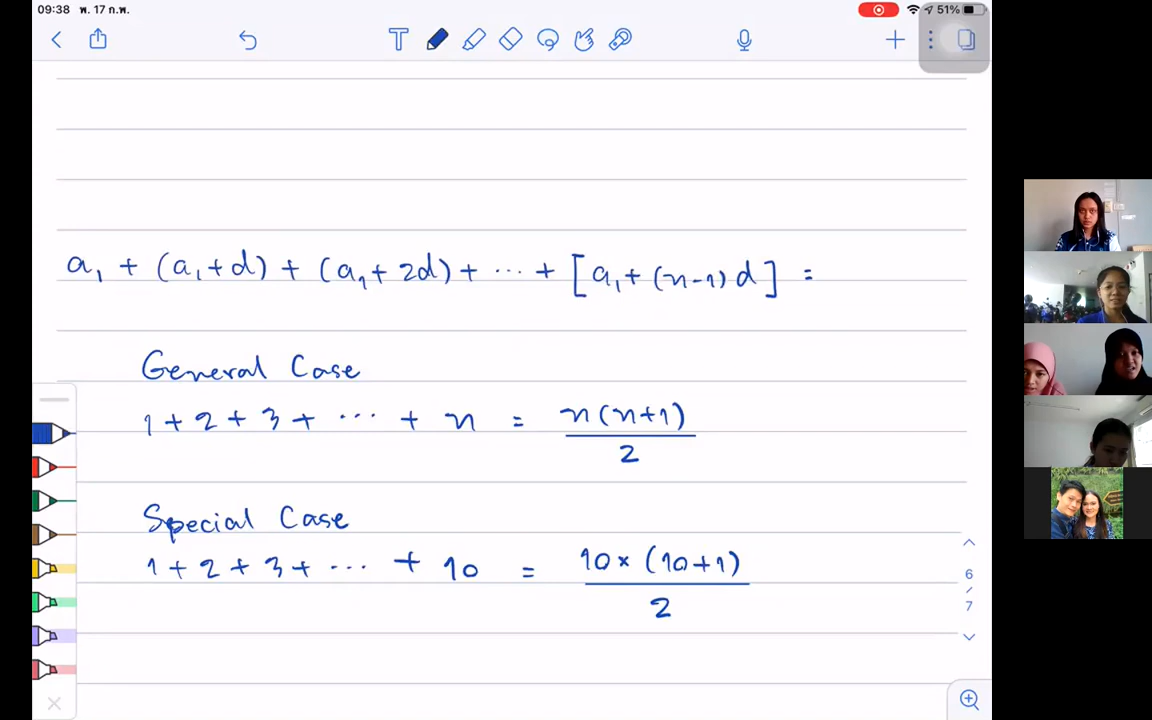 09:38 พ. 17 ก.พ. 51%
a₁ + (a₁+d) + (a₁+2d) + ⋯ + [a₁+(n-1)d] =
General Case
1 + 2 + 3 + ⋯ + n = n(n+1)/2
Special Case
1 + 2 + 3 + ⋯ + 10 = 10×(10+1)/2
6 / 7